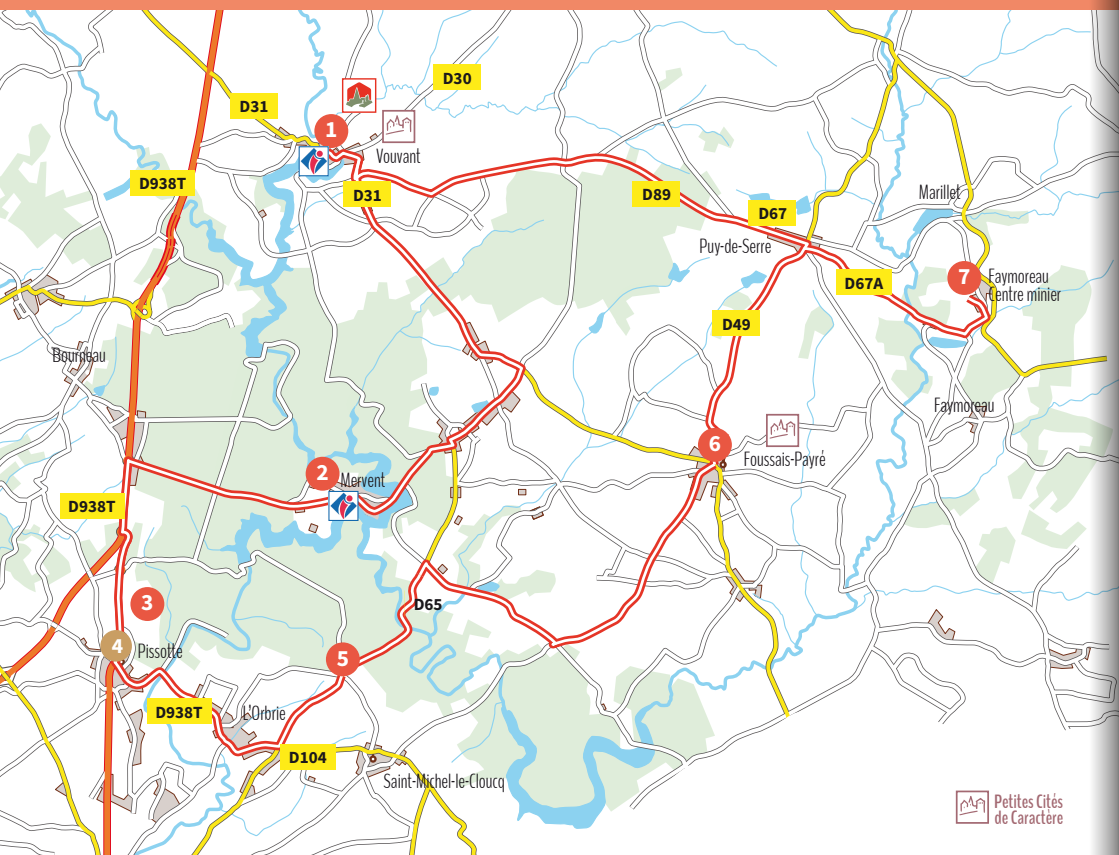 D30
D31
1
Vouvant
D938T
D31
D89
Marillet
D67
Puy-de-Serre
7
Faymoreau
Centre minier
D67A
D49
Bourneau
Faymoreau
6
Foussais-Payré
2
Mervent
D938T
3
D65
4
Pissotte
5
D938T
L'Orbrie
D104
Saint-Michel-le-Cloucq
Petites Cités
de Caractère